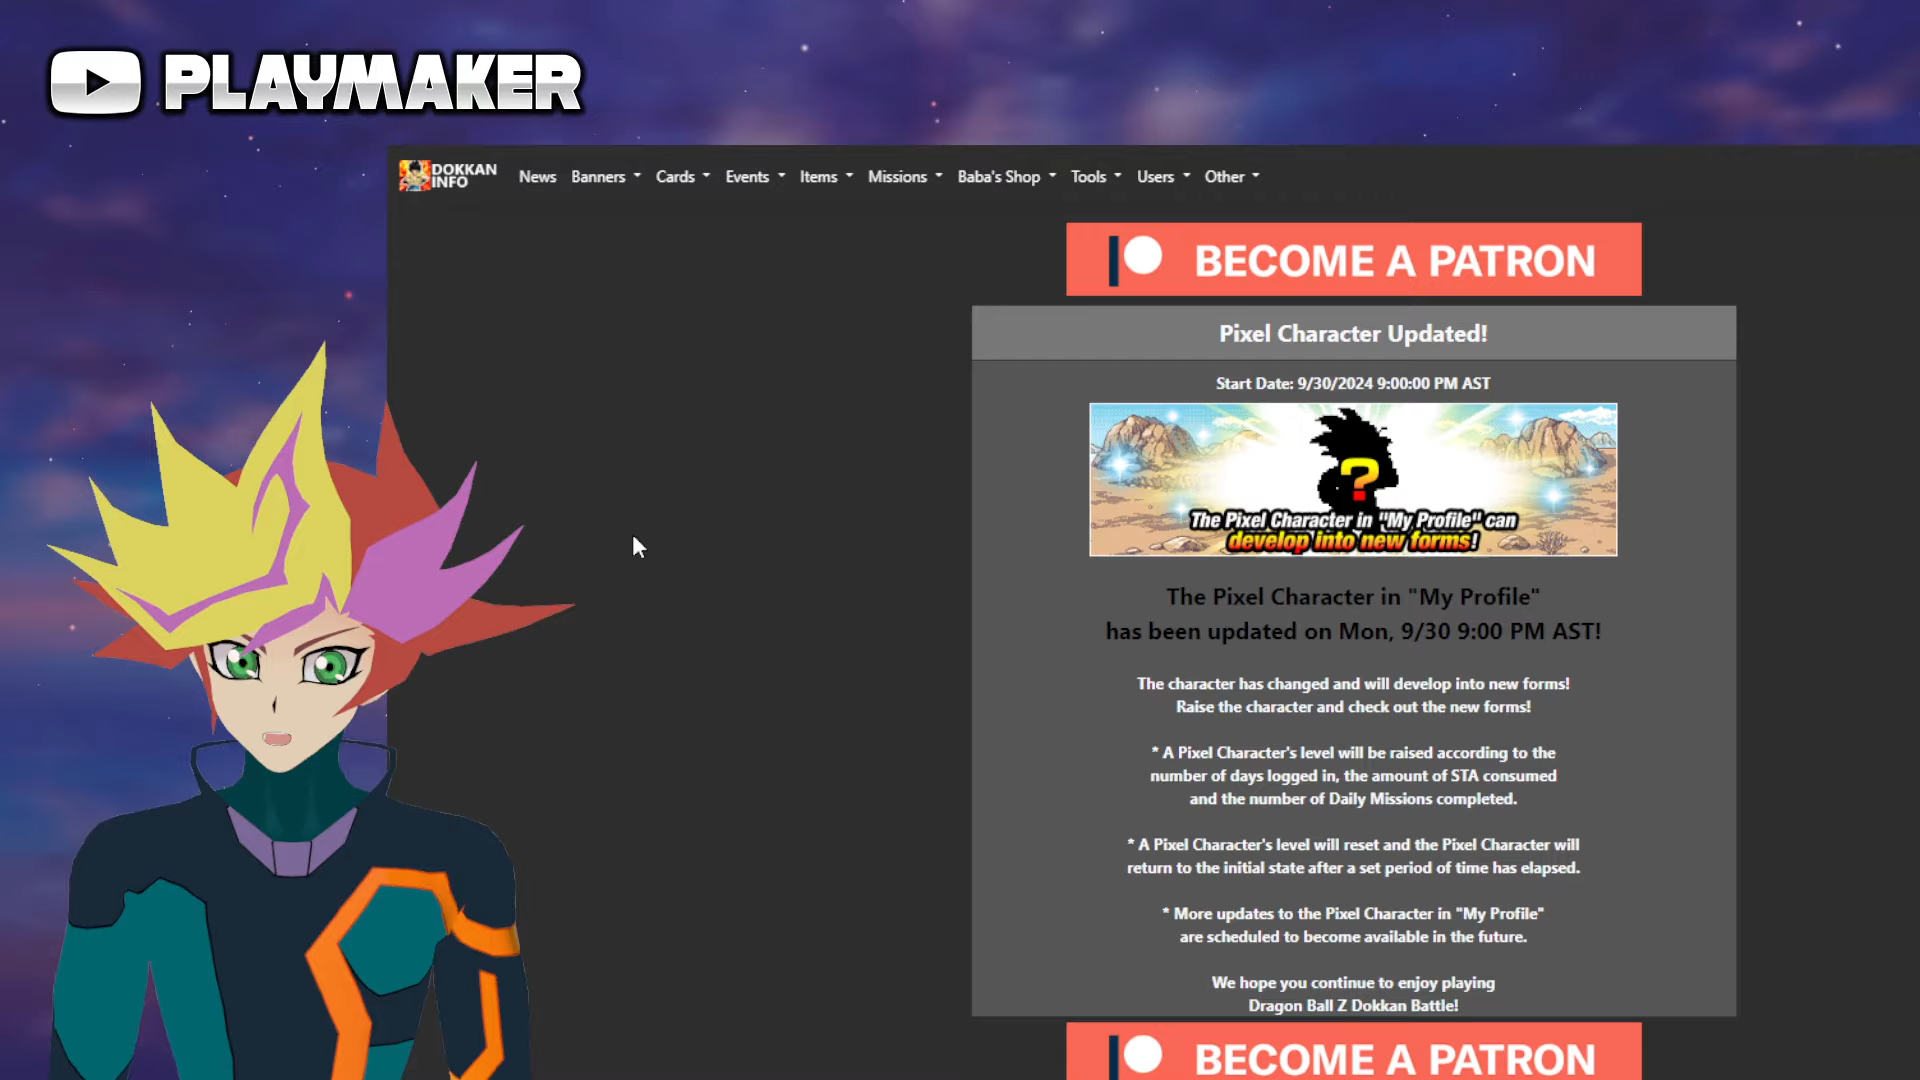 PLAYMAKER
DOKKAN
INFO
News Banners Cards Events Items Missions Baba's Shop Tools Users Other
BECOME A PATRON
Pixel Character Updated!
Start Date: 9/30/2024 9:00:00 PM AST
?
The Pixel Character in "My Profile" can
develop into new forms!
The Pixel Character in "My Profile"
has been updated on Mon, 9/30 9:00 PM AST!
The character has changed and will develop into new forms!
Raise the character and check out the new forms!
* A Pixel Character's level will be raised according to the
number of days logged in, the amount of STA consumed
and the number of Daily Missions completed.
* A Pixel Character's level will reset and the Pixel Character will
return to the initial state after a set period of time has elapsed.
* More updates to the Pixel Character in "My Profile"
are scheduled to become available in the future.
We hope you continue to enjoy playing
Dragon Ball Z Dokkan Battle!
BECOME A PATRON